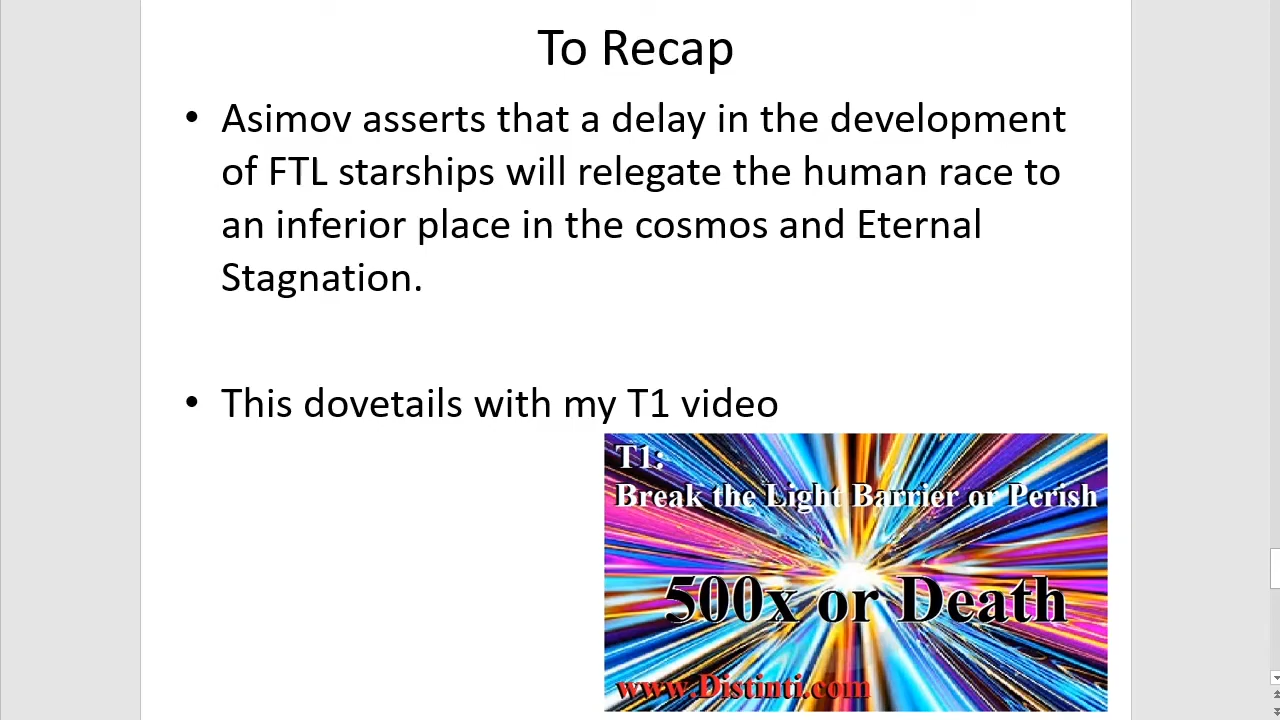 To Recap
• Asimov asserts that a delay in the development
of FTL starships will relegate the human race to
an inferior place in the cosmos and Eternal
Stagnation.
• This dovetails with my T1 video
T1:
Break the Light Barrier or Perish
500x or Death
www.Distinti.com